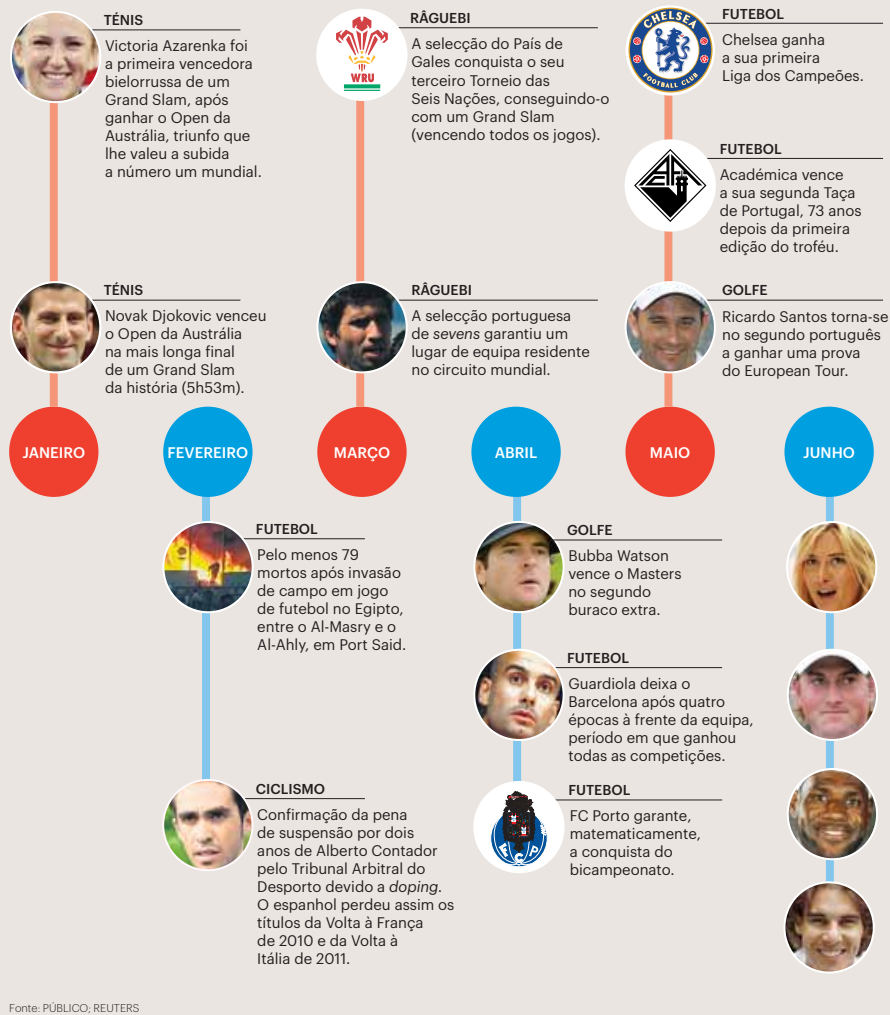 TÉNIS
Victoria Azarenka foi
a primeira vencedora
bielorrussa de um
Grand Slam, após
ganhar o Open da
Austrália, triunfo que
lhe valeu a subida
a número um mundial.
TÉNIS
Novak Djokovic venceu
o Open da Austrália
na mais longa final
de um Grand Slam
da história (5h53m).
JANEIRO
FEVEREIRO
FUTEBOL
Pelo menos 79
mortos após invasão
de campo em jogo
de futebol no Egipto,
entre o Al-Masry e o
Al-Ahly, em Port Said.
CICLISMO
Confirmação da pena
de suspensão por dois
anos de Alberto Contador
pelo Tribunal Arbitral do
Desporto devido a doping.
O espanhol perdeu assim os
títulos da Volta à França
de 2010 e da Volta à
Itália de 2011.
WRU
RÂGUEBI
A selecção do País de
Gales conquista o seu
terceiro Torneio das
Seis Nações, conseguindo-o
com um Grand Slam
(vencendo todos os jogos).
RÂGUEBI
A selecção portuguesa
de sevens garantiu um
lugar de equipa residente
no circuito mundial.
MARÇO
ABRIL
GOLFE
Bubba Watson
vence o Masters
no segundo
buraco extra.
FUTEBOL
Guardiola deixa o
Barcelona após quatro
épocas à frente da equipa,
período em que ganhou
todas as competições.
FCP
FUTEBOL
FC Porto garante,
matematicamente,
a conquista do
bicampeonato.
CHELSEA
FOOTBALL CLUB
FUTEBOL
Chelsea ganha
a sua primeira
Liga dos Campeões.
FUTEBOL
Académica vence
a sua segunda Taça
de Portugal, 73 anos
depois da primeira
edição do troféu.
GOLFE
Ricardo Santos torna-se
no segundo português
a ganhar uma prova
do European Tour.
MAIO
JUNHO
Fonte: PÚBLICO; REUTERS